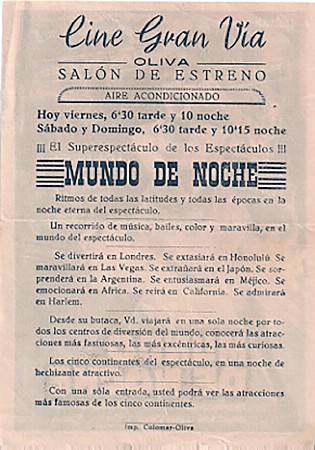 Cine Gran Vía
OLIVA
SALÓN DE ESTRENO
AIRE ACONDICIONADO
Hoy viernes, 6'30 tarde y 10 noche
Sábado y Domingo, 6'30 tarde y 10'15 noche
¡¡¡ El Superespectáculo de los Espectáculos !!!
MUNDO DE NOCHE
Ritmos de todas las latitudes y todas las épocas en la
noche eterna del espectáculo.
Un recorrido de música, bailes, color y maravilla, en el
mundo del espectáculo.
Se divertirá en Londres. Se extasiará en Honolulú. Se
maravillará en Las Vegas. Se extrañará en el Japón. Se sor-
prenderá en la Argentina. Se entusiasmará en Méjico. Se
emocionará en Africa. Se reirá en California. Se admirará
en Harlem.
Desde su butaca, Vd. viajará en una sola noche por to-
dos los centros de diversión del mundo, conocerá las atrac-
ciones más fastuosas, las más excéntricas, las más curiosas.
Los cinco continentes del espectáculo, en una noche de
hechizante atractivo.
Con una sóla entrada, usted podrá ver las atracciones
más famosas de los cinco continentes.
Imp. Colomar-Oliva